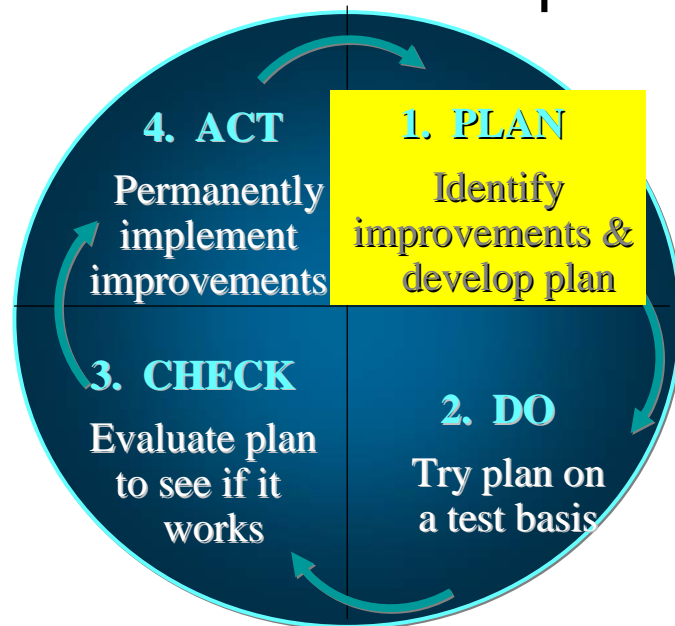 1. PLAN
Identify
improvements &
develop plan
2. DO
Try plan on
a test basis
3. CHECK
Evaluate plan
to see if it
works
4. ACT
Permanently
implement
improvements